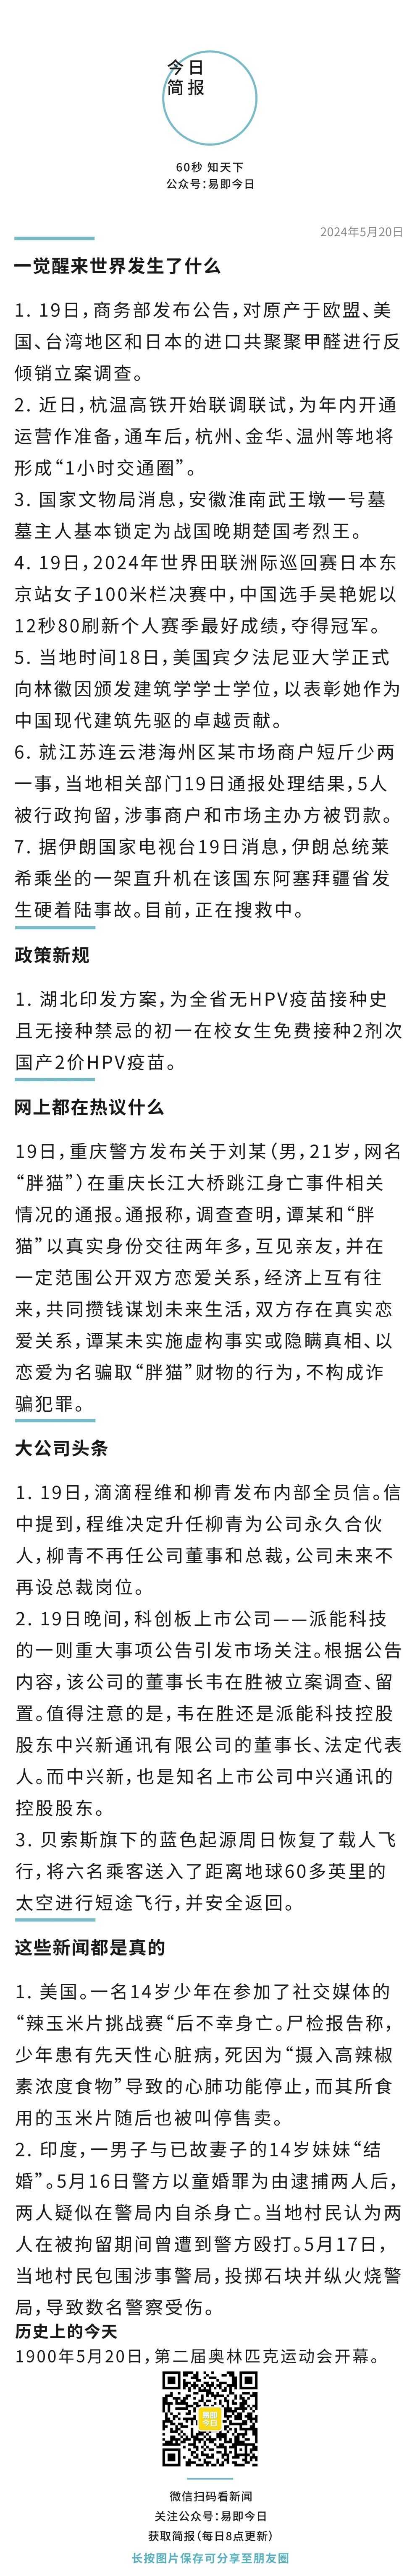 今日
简报
60秒 知天下
公众号:易即今日
2024年5月20日
一觉醒来世界发生了什么
1. 19日,商务部发布公告,对原产于欧盟、美
国、台湾地区和日本的进口共聚聚甲醛进行反
倾销立案调查。
2. 近日,杭温高铁开始联调联试,为年内开通
运营作准备,通车后,杭州、金华、温州等地将
形成“1小时交通圈”。
3. 国家文物局消息,安徽淮南武王墩一号墓
墓主人基本锁定为战国晚期楚国考烈王。
4. 19日,2024年世界田联洲际巡回赛日本东
京站女子100米栏决赛中,中国选手吴艳妮以
12秒80刷新个人赛季最好成绩,夺得冠军。
5. 当地时间18日,美国宾夕法尼亚大学正式
向林徽因颁发建筑学学士学位,以表彰她作为
中国现代建筑先驱的卓越贡献。
6. 就江苏连云港海州区某市场商户短斤少两
一事,当地相关部门19日通报处理结果,5人
被行政拘留,涉事商户和市场主办方被罚款。
7. 据伊朗国家电视台19日消息,伊朗总统莱
希乘坐的一架直升机在该国东阿塞拜疆省发
生硬着陆事故。目前,正在搜救中。
政策新规
1. 湖北印发方案,为全省无HPV疫苗接种史
且无接种禁忌的初一在校女生免费接种2剂次
国产2价HPV疫苗。
网上都在热议什么
19日,重庆警方发布关于刘某(男,21岁,网名
“胖猫”)在重庆长江大桥跳江身亡事件相关
情况的通报。通报称,调查查明,谭某和“胖
猫”以真实身份交往两年多,互见亲友,并在
一定范围公开双方恋爱关系,经济上互有往
来,共同攒钱谋划未来生活,双方存在真实恋
爱关系,谭某未实施虚构事实或隐瞒真相、以
恋爱为名骗取“胖猫”财物的行为,不构成诈
骗犯罪。
大公司头条
1. 19日,滴滴程维和柳青发布内部全员信。信
中提到,程维决定升任柳青为公司永久合伙
人,柳青不再任公司董事和总裁,公司未来不
再设总裁岗位。
2. 19日晚间,科创板上市公司——派能科技
的一则重大事项公告引发市场关注。根据公告
内容,该公司的董事长韦在胜被立案调查、留
置。值得注意的是,韦在胜还是派能科技控股
股东中兴新通讯有限公司的董事长、法定代表
人。而中兴新,也是知名上市公司中兴通讯的
控股股东。
3. 贝索斯旗下的蓝色起源周日恢复了载人飞
行,将六名乘客送入了距离地球60多英里的
太空进行短途飞行,并安全返回。
这些新闻都是真的
1. 美国。一名14岁少年在参加了社交媒体的
“辣玉米片挑战赛“后不幸身亡。尸检报告称,
少年患有先天性心脏病,死因为“摄入高辣椒
素浓度食物”导致的心肺功能停止,而其所食
用的玉米片随后也被叫停售卖。
2. 印度,一男子与已故妻子的14岁妹妹“结
婚”。5月16日警方以童婚罪为由逮捕两人后,
两人疑似在警局内自杀身亡。当地村民认为两
人在被拘留期间曾遭到警方殴打。5月17日,
当地村民包围涉事警局,投掷石块并纵火烧警
局,导致数名警察受伤。
历史上的今天
1900年5月20日,第二届奥林匹克运动会开幕。
易即
今日
微信扫码看新闻
关注公众号:易即今日
获取简报(每日8点更新)
长按图片保存可分享至朋友圈